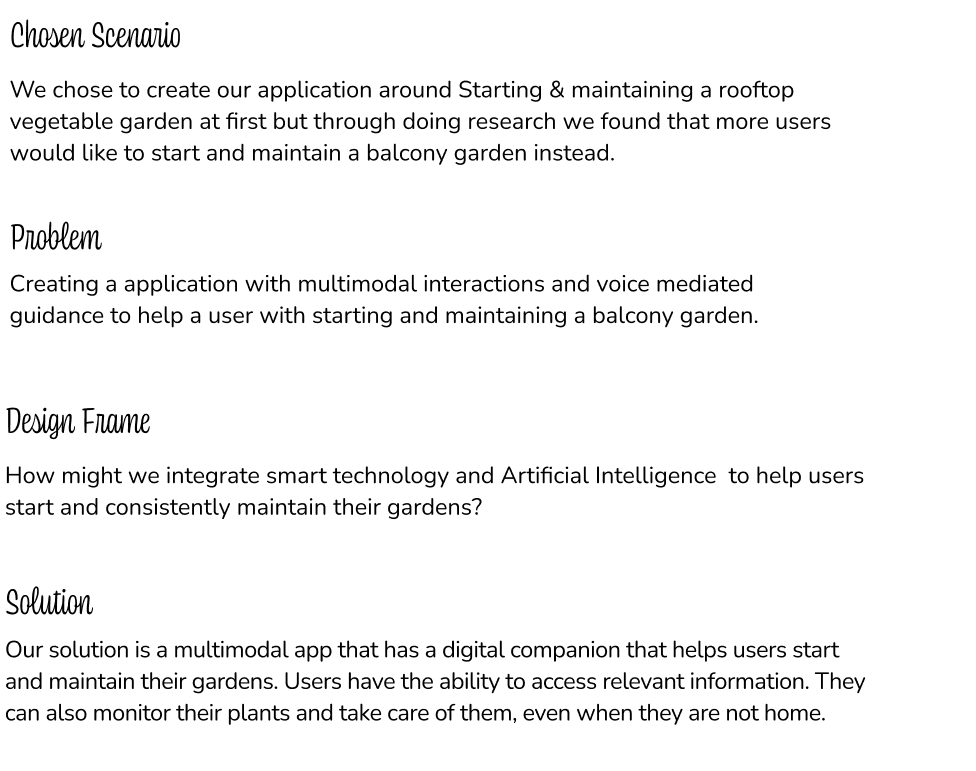 Chosen Scenario
We chose to create our application around Starting & maintaining a rooftop
vegetable garden at first but through doing research we found that more users
would like to start and maintain a balcony garden instead.
Problem
Creating a application with multimodal interactions and voice mediated
guidance to help a user with starting and maintaining a balcony garden.
Design Frame
How might we integrate smart technology and Artificial Intelligence  to help users
start and consistently maintain their gardens?
Solution
Our solution is a multimodal app that has a digital companion that helps users start
and maintain their gardens. Users have the ability to access relevant information. They
can also monitor their plants and take care of them, even when they are not home.